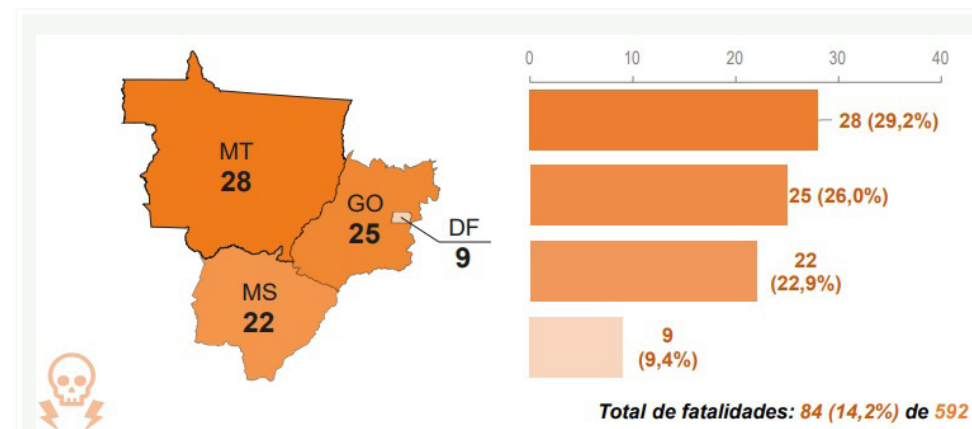 MT
28
GO
25
DF
9
MS
22
0 10 20 30 40
28 (29,2%)
25 (26,0%)
22
(22,9%)
9
(9,4%)
Total de fatalidades: 84 (14,2%) de 592